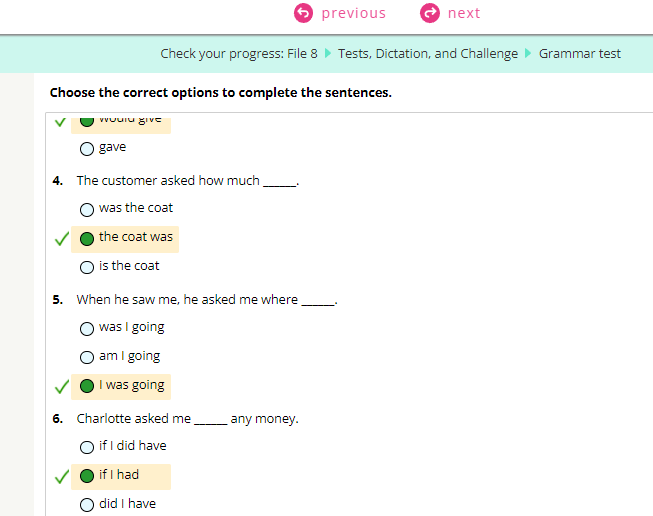 previous next
Check your progress: File 8 Tests, Dictation, and Challenge Grammar test
Choose the correct options to complete the sentences.
would give
gave
4. The customer asked how much _____.
was the coat
the coat was
is the coat
5. When he saw me, he asked me where _____.
was I going
am I going
I was going
6. Charlotte asked me _____ any money.
if I did have
if I had
did I have